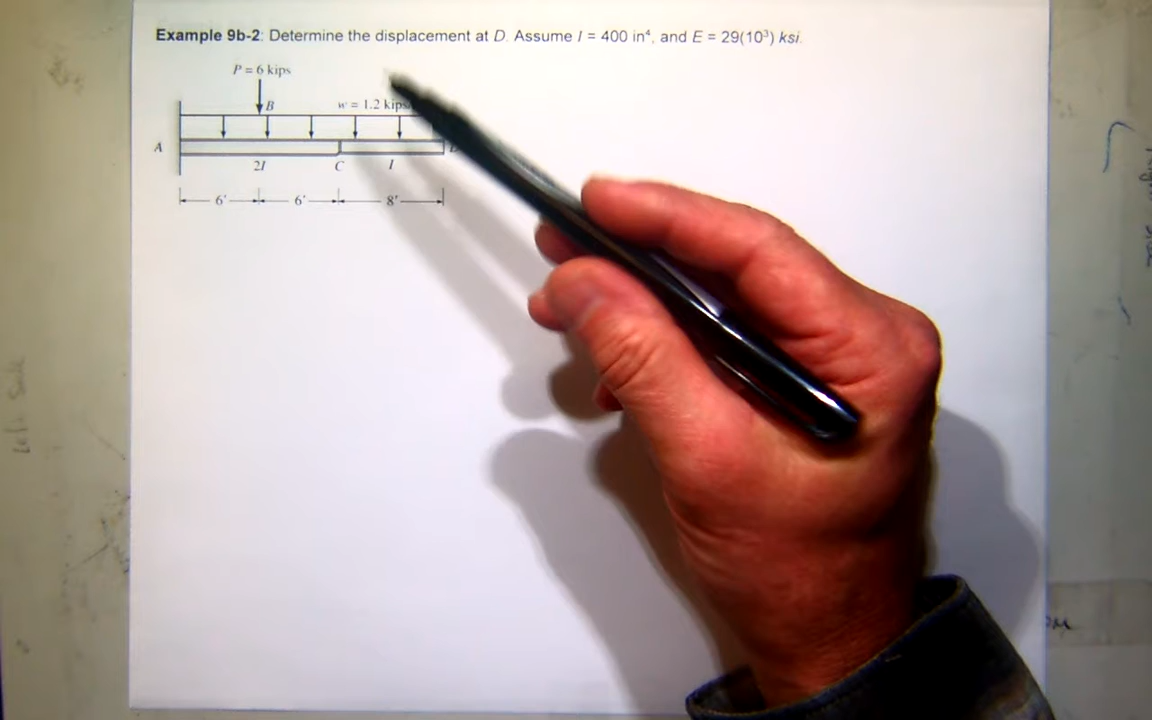 Example 9b-2: Determine the displacement at D. Assume I = 400 in⁴, and E = 29(10³) ksi.
P = 6 kips
B
w = 1.2 kips
A
2I
C
I
6'
6'
8'